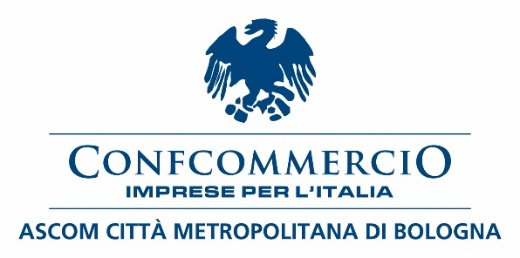 CONFCOMMERCIO
IMPRESE PER L'ITALIA
ASCOM CITTÀ METROPOLITANA DI BOLOGNA